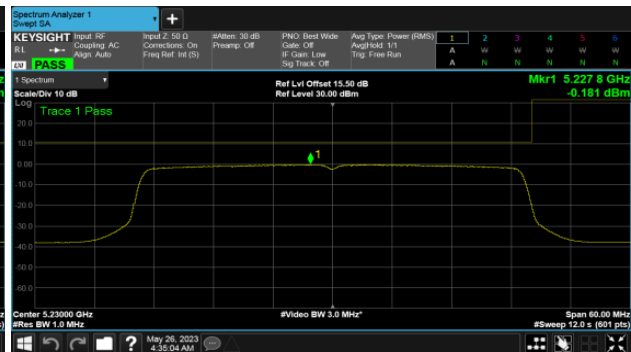 Spectrum Analyzer 1
Swept SA
+
KEYSIGHT Input: RF Input Z: 50 Ω #Atten: 30 dB PNO: Best Wide Avg Type: Power (RMS) 1 2 3 4 5 6
RL Coupling: AC Corrections: On Preamp: Off Gate: Off Avg|Hold: 1/1 A W W W W W
Align: Auto Freq Ref: Int (S) IF Gain: Low Trig: Free Run
LXI PASS Sig Track: Off A N N N N N
1 Spectrum Ref Lvl Offset 15.50 dB Mkr1 5.227 8 GHz
Scale/Div 10 dB Ref Level 30.00 dBm -0.181 dBm
Log
Trace 1 Pass
20.0
10.0
1
0.00
-10.0
-20.0
-30.0
-40.0
-50.0
-60.0
Center 5.23000 GHz #Video BW 3.0 MHz* Span 60.00 MHz
#Res BW 1.0 MHz #Sweep 12.0 s (601 pts)
? May 26, 2023
4:35:04 AM